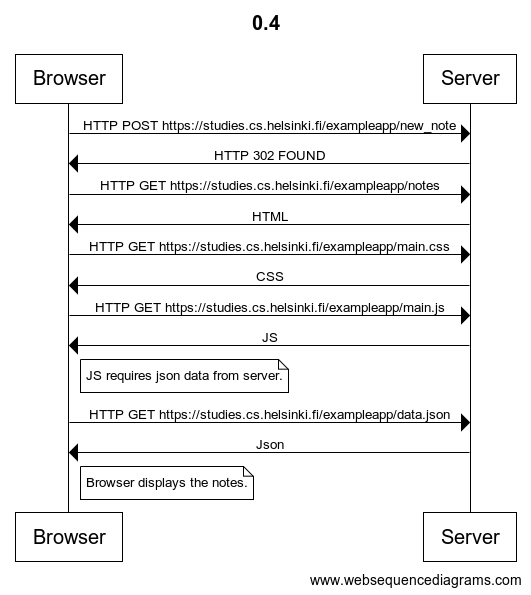 0.4
Browser
Server
HTTP POST https://studies.cs.helsinki.fi/exampleapp/new_note
HTTP 302 FOUND
HTTP GET https://studies.cs.helsinki.fi/exampleapp/notes
HTML
HTTP GET https://studies.cs.helsinki.fi/exampleapp/main.css
CSS
HTTP GET https://studies.cs.helsinki.fi/exampleapp/main.js
JS
JS requires json data from server.
HTTP GET https://studies.cs.helsinki.fi/exampleapp/data.json
Json
Browser displays the notes.
Browser
Server
www.websequencediagrams.com